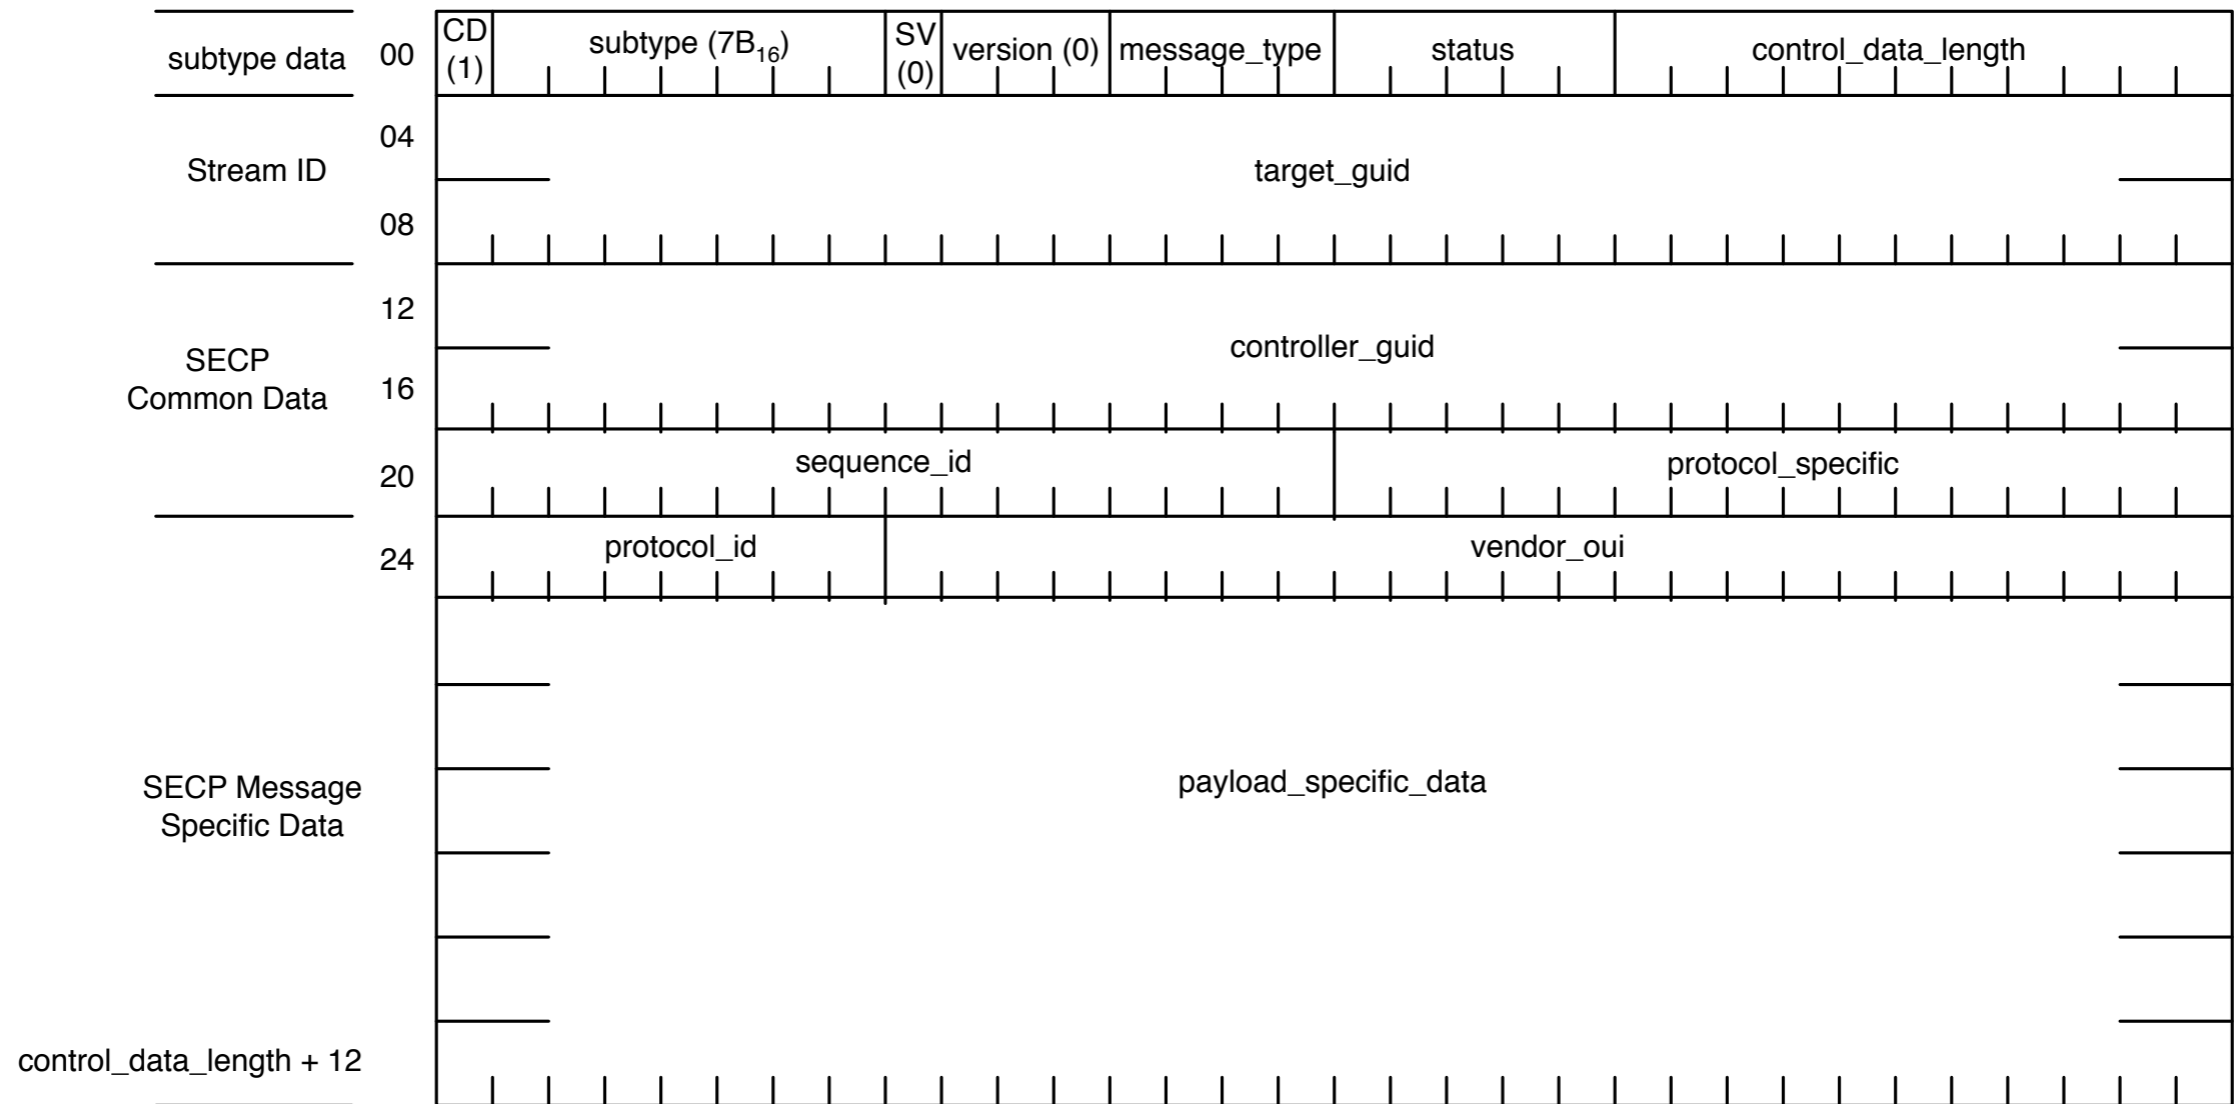 subtype data
00
CD
(1)
subtype (7B₁₆)
SV
(0)
version (0)
message_type
status
control_data_length
04
Stream ID
target_guid
08
12
SECP
Common Data
controller_guid
16
20
sequence_id
protocol_specific
24
protocol_id
vendor_oui
SECP Message
Specific Data
payload_specific_data
control_data_length + 12